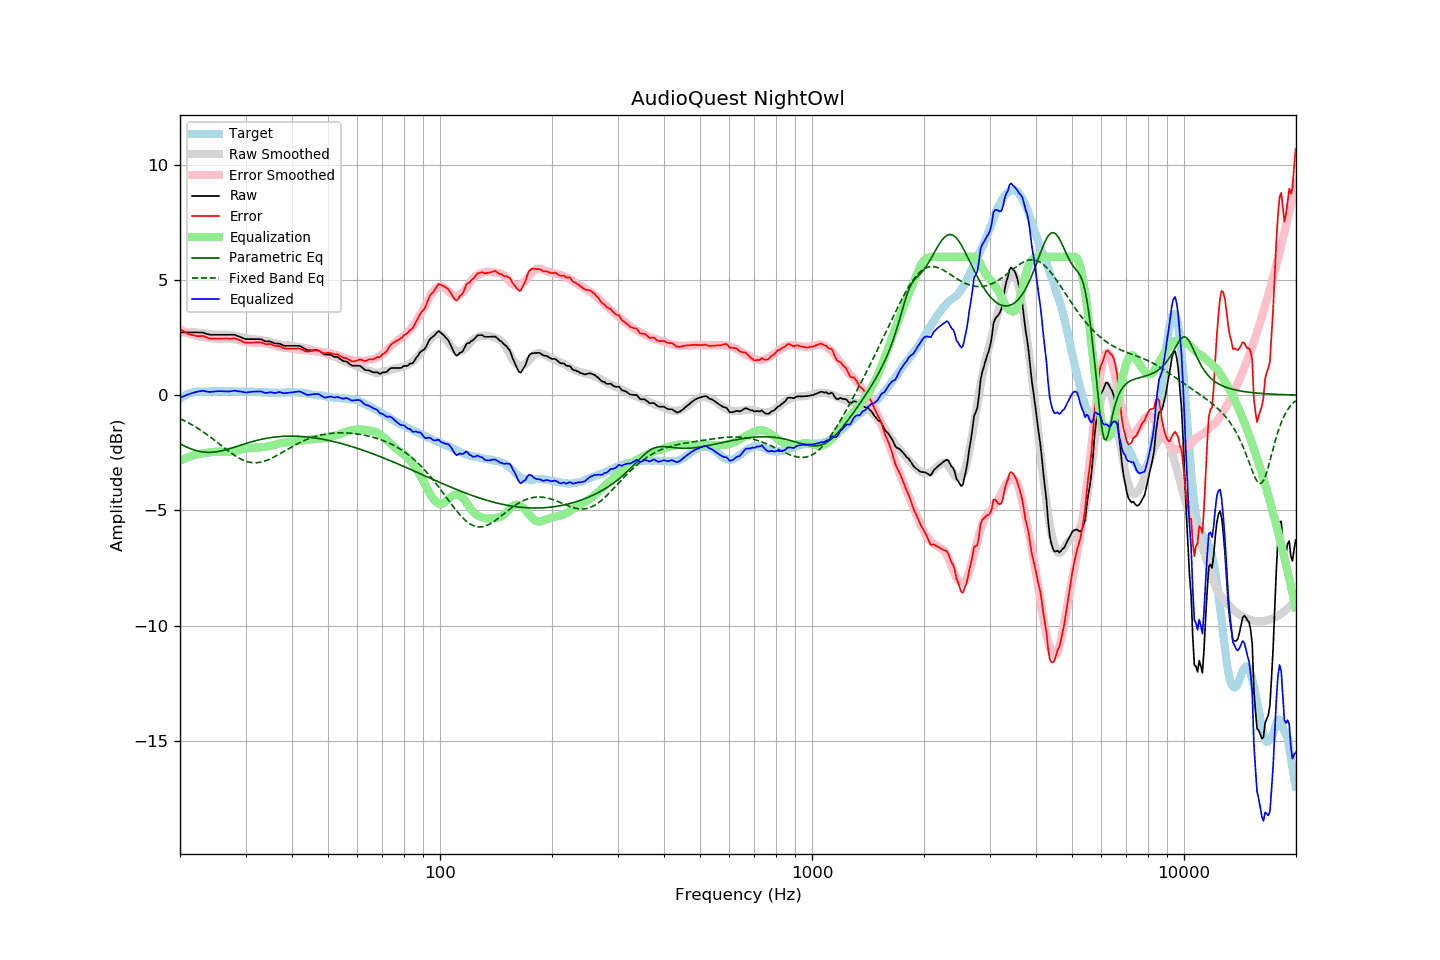 AudioQuest NightOwl
Target
Raw Smoothed
Error Smoothed
Raw
Error
Equalization
Parametric Eq
Fixed Band Eq
Equalized
10
5
0
−5
−10
−15
Amplitude (dBr)
100
1000
10000
Frequency (Hz)